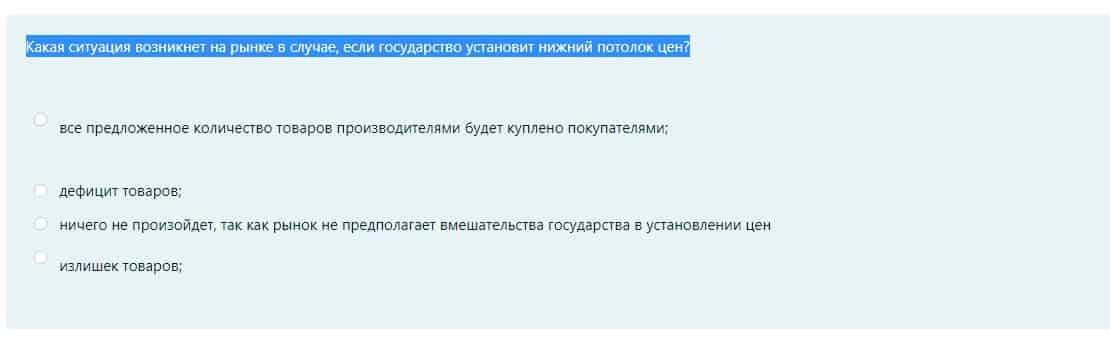 Какая ситуация возникнет на рынке в случае, если государство установит нижний потолок цен?
все предложенное количество товаров производителями будет куплено покупателями;
дефицит товаров;
ничего не произойдет, так как рынок не предполагает вмешательства государства в установлении цен
излишек товаров;